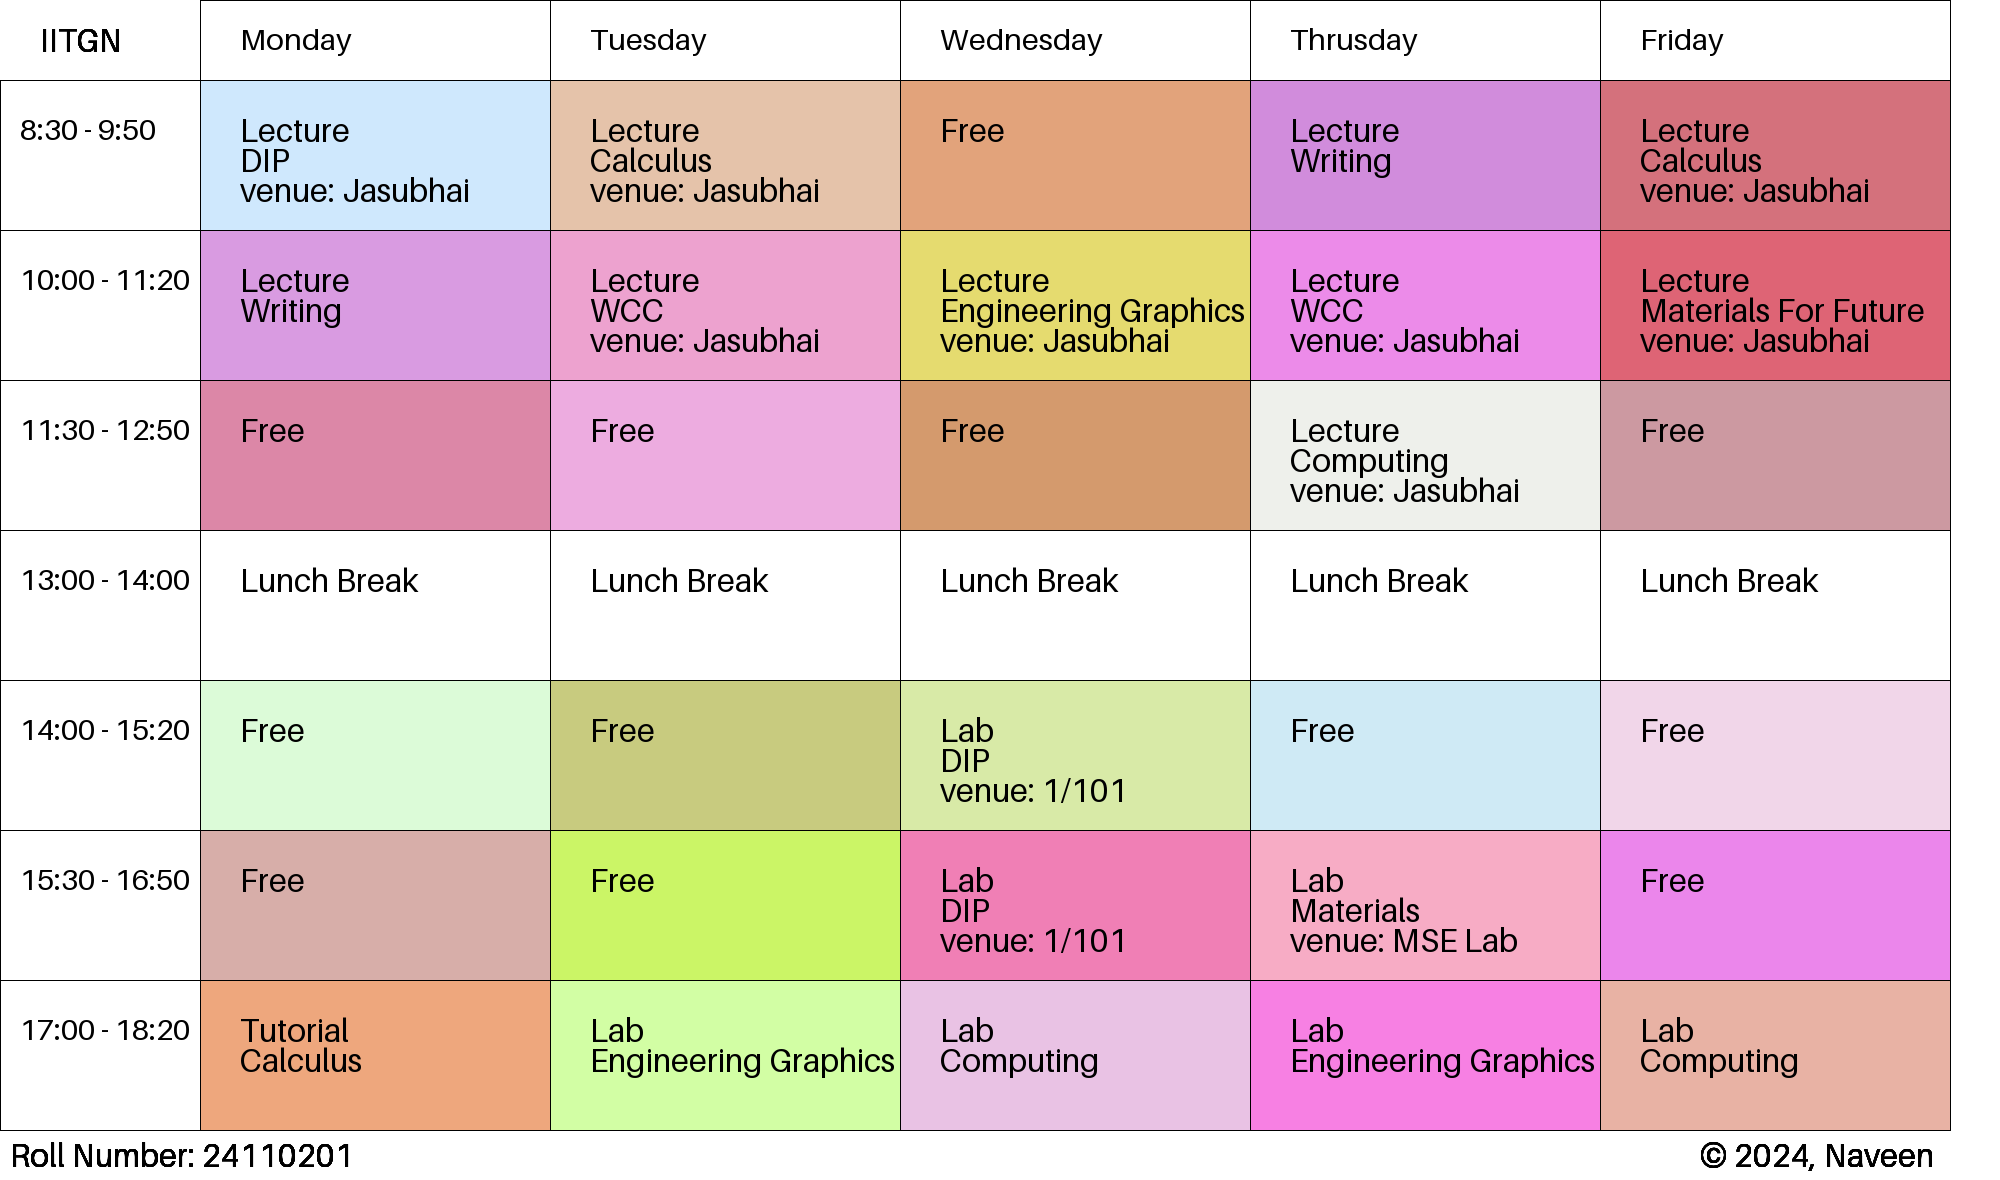 IITGN Monday Tuesday Wednesday Thrusday Friday
8:30 - 9:50
Lecture
DIP
venue: Jasubhai
Lecture
Calculus
venue: Jasubhai
Free
Lecture
Writing
Lecture
Calculus
venue: Jasubhai
10:00 - 11:20
Lecture
Writing
Lecture
WCC
venue: Jasubhai
Lecture
Engineering Graphics
venue: Jasubhai
Lecture
WCC
venue: Jasubhai
Lecture
Materials For Future
venue: Jasubhai
11:30 - 12:50
Free
Free
Free
Lecture
Computing
venue: Jasubhai
Free
13:00 - 14:00
Lunch Break
Lunch Break
Lunch Break
Lunch Break
Lunch Break
14:00 - 15:20
Free
Free
Lab
DIP
venue: 1/101
Free
Free
15:30 - 16:50
Free
Free
Lab
DIP
venue: 1/101
Lab
Materials
venue: MSE Lab
Free
17:00 - 18:20
Tutorial
Calculus
Lab
Engineering Graphics
Lab
Computing
Lab
Engineering Graphics
Lab
Computing
Roll Number: 24110201
© 2024, Naveen